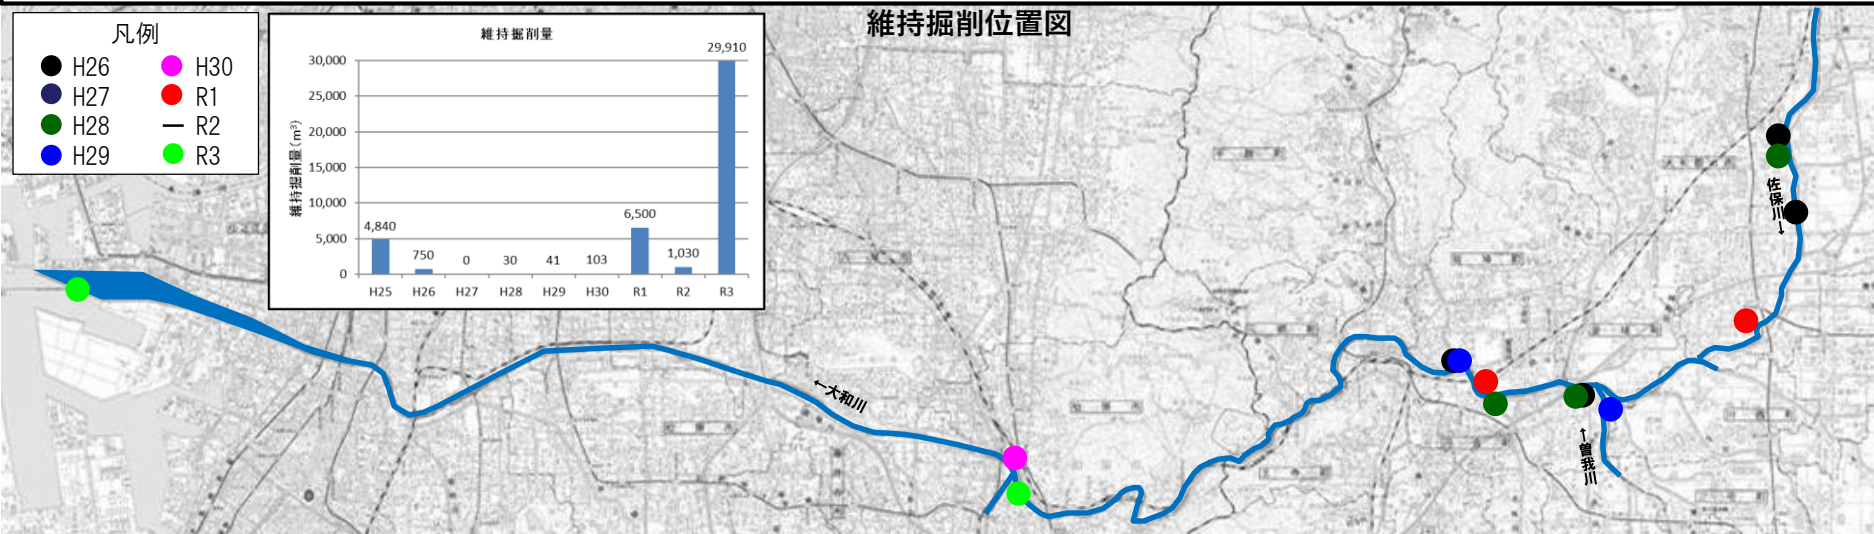 維持掘削位置図
凡例
H26
H27
H28
H29
H30
R1
R2
R3
維持掘削量
維持掘削量(m³)
30,000
25,000
20,000
15,000
10,000
5,000
0
4,840
750
0
30
41
103
6,500
1,030
29,910
H25
H26
H27
H28
H29
H30
R1
R2
R3
←大和川
佐保川→
←曽我川